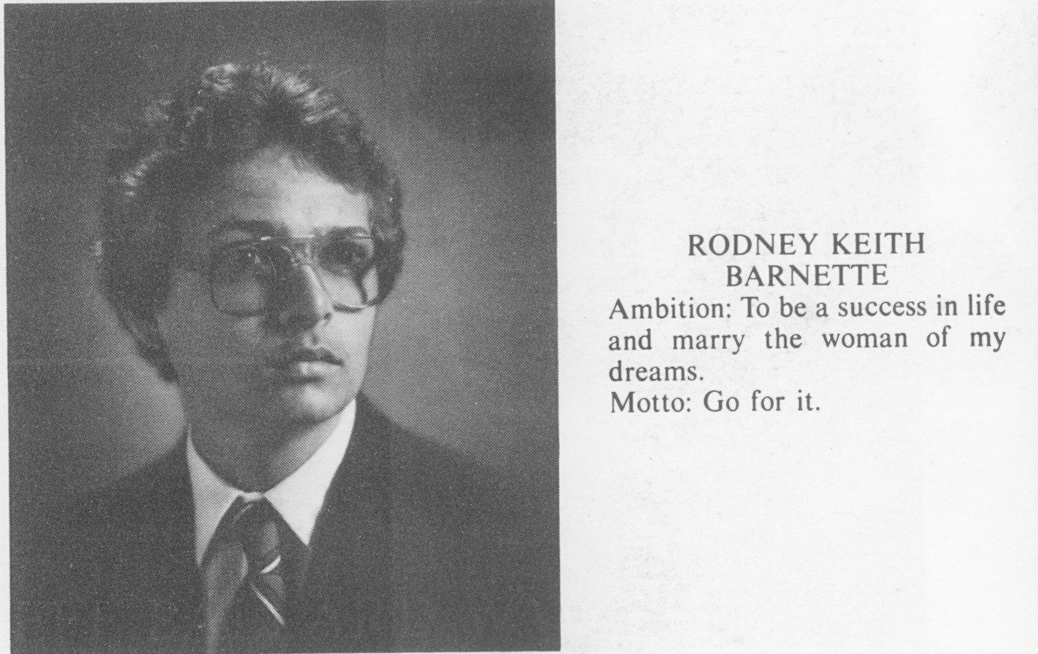 RODNEY KEITH
BARNETTE
Ambition: To be a success in life
and marry the woman of my
dreams.
Motto: Go for it.